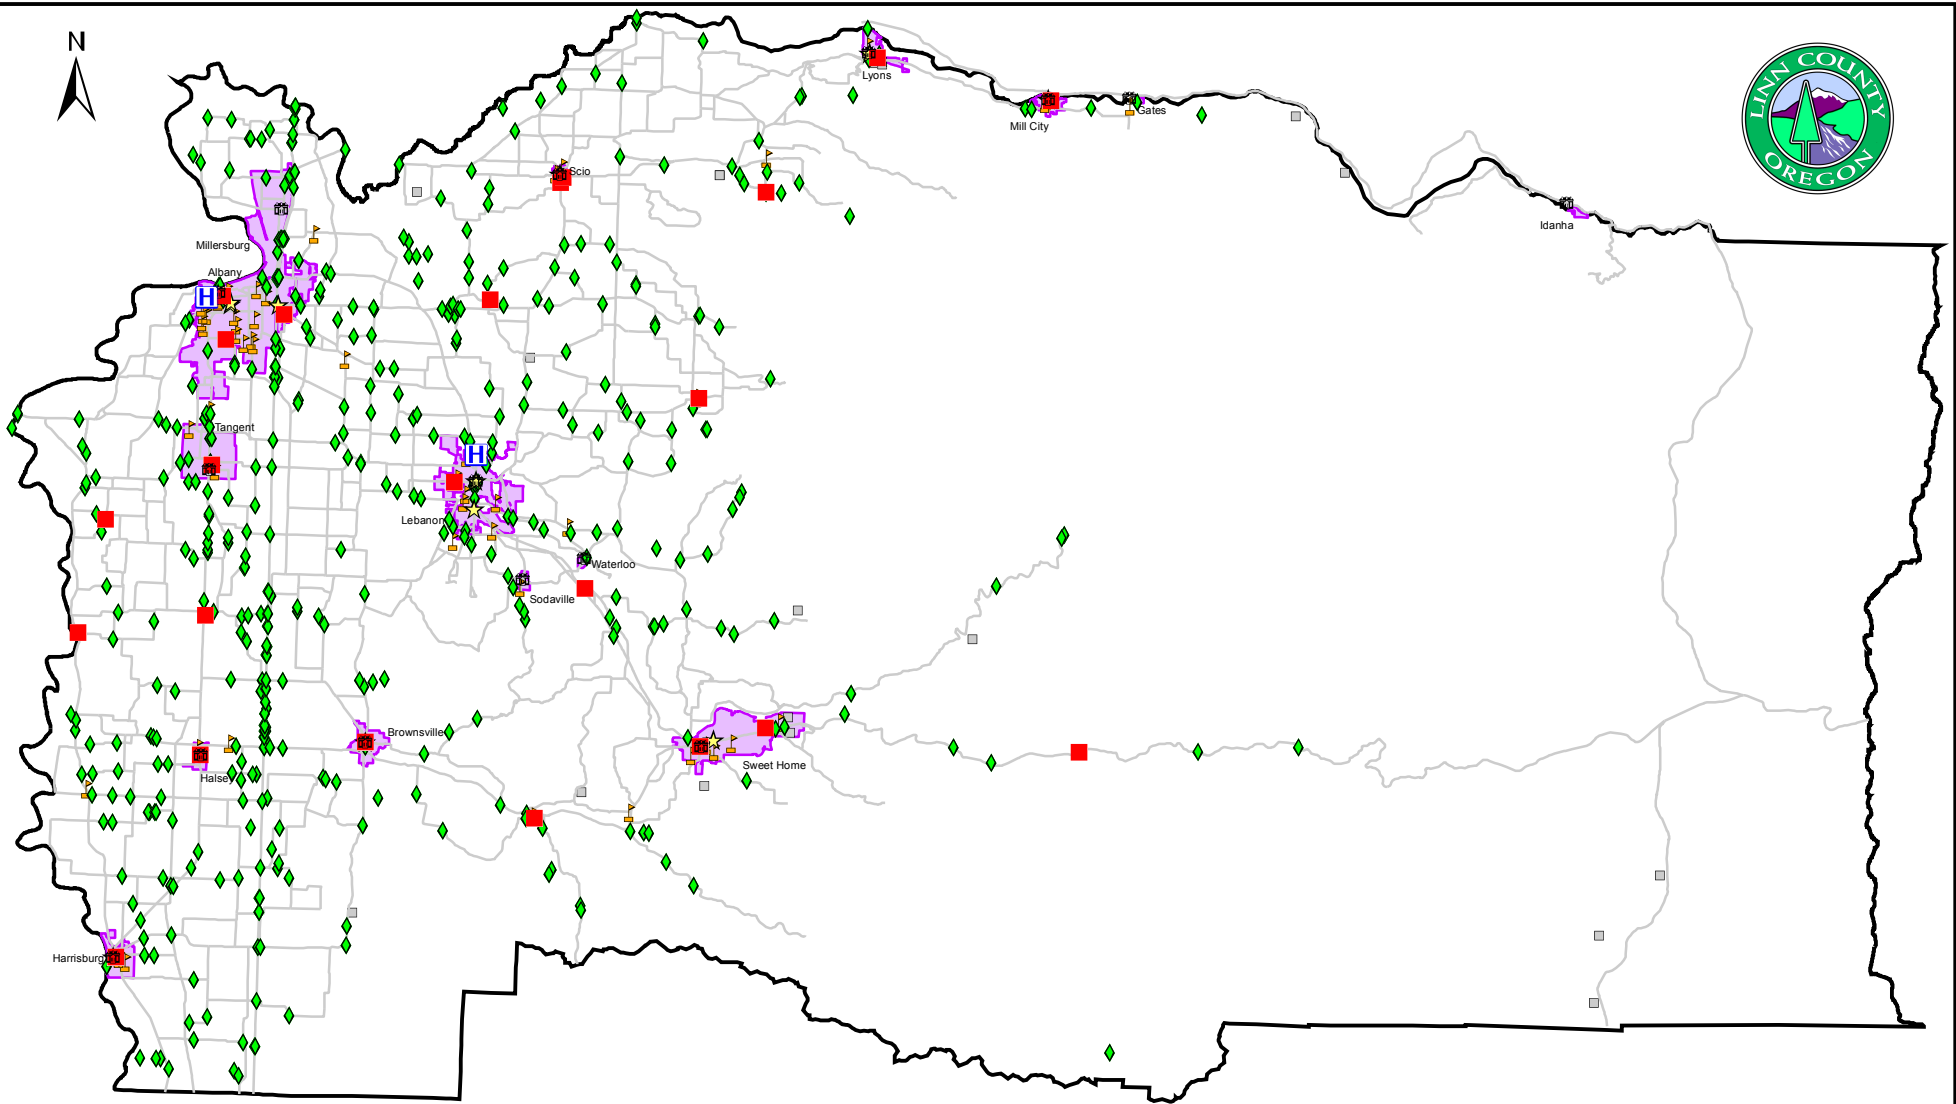 N
LINN COUNTY
OREGON
Lyons
Mill City
Gates
Scio
Idanha
Millersburg
Albany
H
Tangent
H
Lebanon
Waterloo
Sodaville
Brownsville
Sweet Home
Halsey
Harrisburg